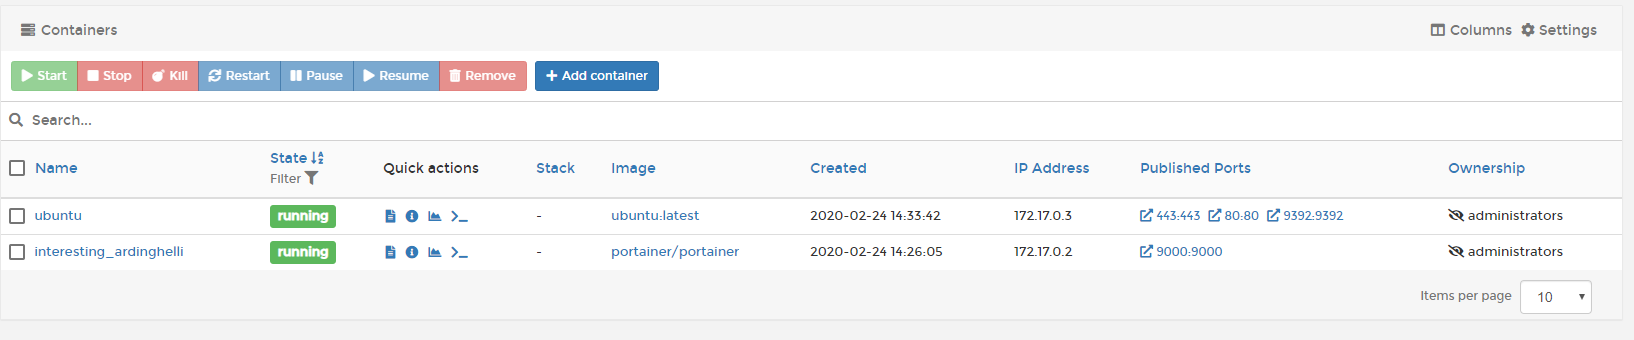 Containers Columns Settings
Start Stop Kill Restart Pause Resume Remove + Add container
Search...
Name State Quick actions Stack Image Created IP Address Published Ports Ownership
Filter
ubuntu running - ubuntu:latest 2020-02-24 14:33:42 172.17.0.3 443:443 80:80 9392:9392 administrators
interesting_ardinghelli running - portainer/portainer 2020-02-24 14:26:05 172.17.0.2 9000:9000 administrators
Items per page 10